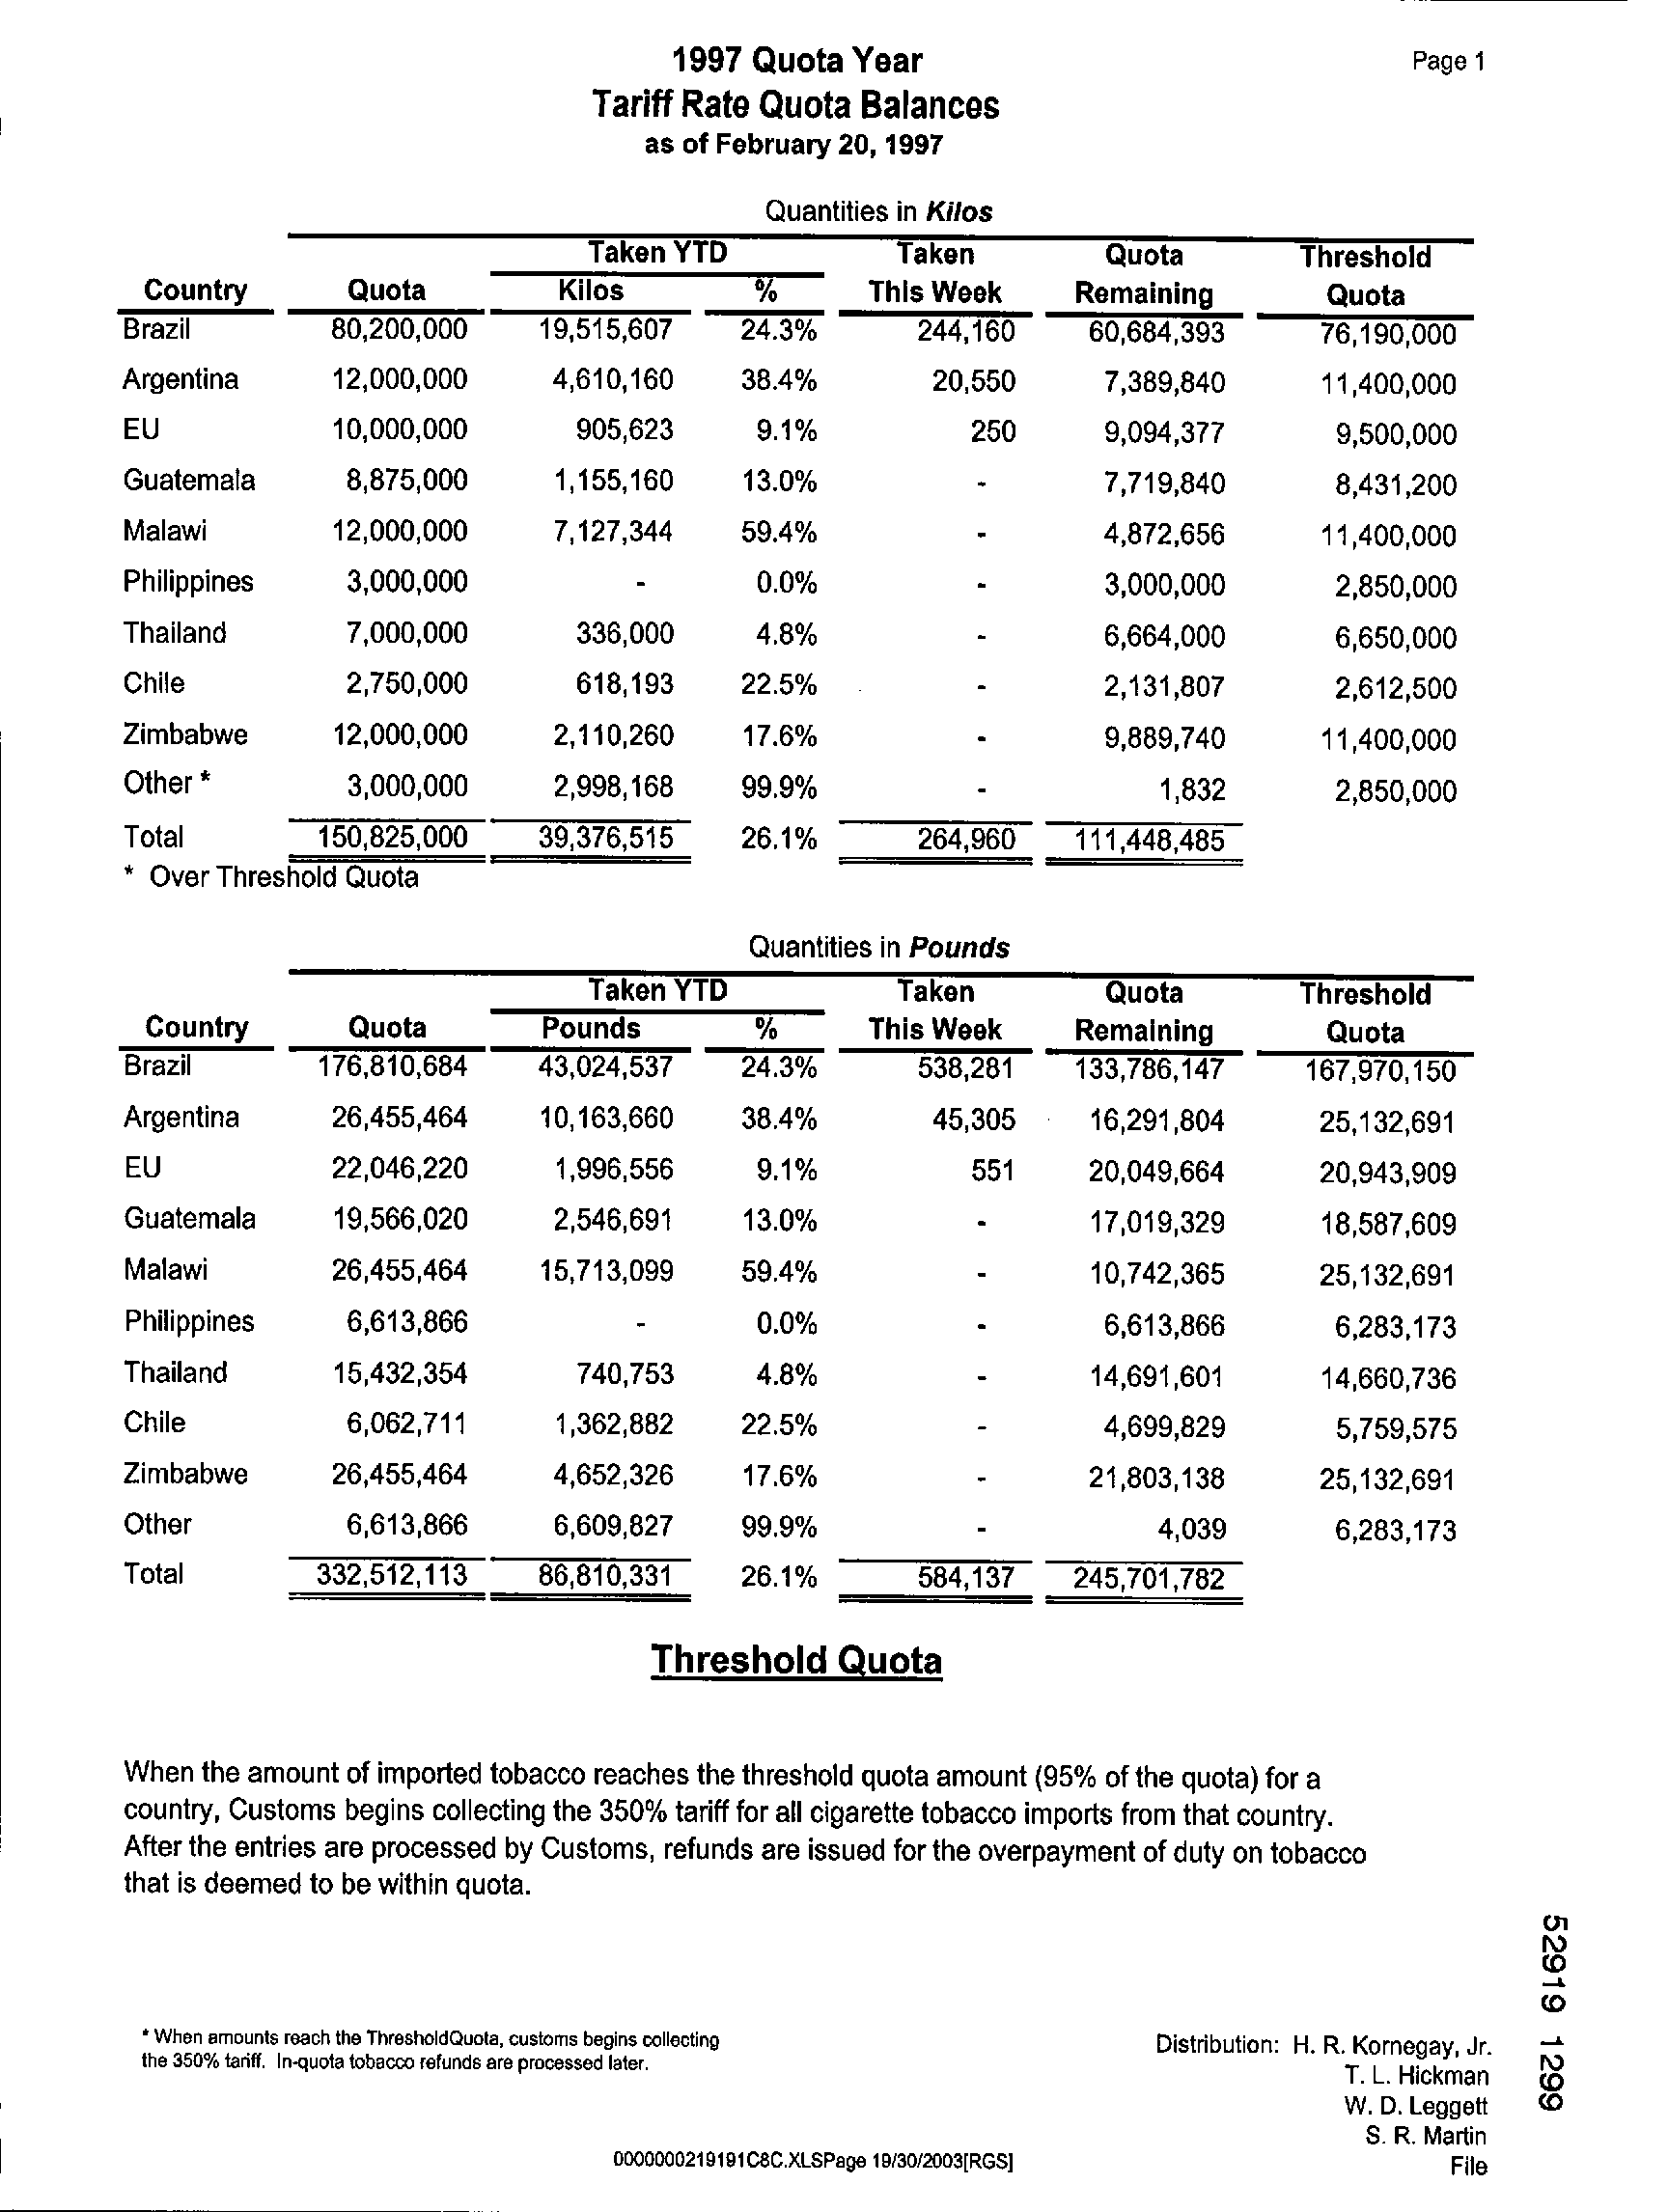 1997 Quota Year
Page 1
Tariff Rate Quota Balances
as of February 20, 1997
Quantities in Kilos
Taken YTD Taken Quota Threshold
Country Quota Kilos % This Week Remaining Quota
Brazil 80,200,000 19,515,607 24.3% 244,160 60,684,393 76,190,000
Argentina 12,000,000 4,610,160 38.4% 20,550 7,389,840 11,400,000
EU 10,000,000 905,623 9.1% 250 9,094,377 9,500,000
Guatemala 8,875,000 1,155,160 13.0% - 7,719,840 8,431,200
Malawi 12,000,000 7,127,344 59.4% - 4,872,656 11,400,000
Philippines 3,000,000 - 0.0% - 3,000,000 2,850,000
Thailand 7,000,000 336,000 4.8% - 6,664,000 6,650,000
Chile 2,750,000 618,193 22.5% - 2,131,807 2,612,500
Zimbabwe 12,000,000 2,110,260 17.6% - 9,889,740 11,400,000
Other * 3,000,000 2,998,168 99.9% - 1,832 2,850,000
Total 150,825,000 39,376,515 26.1% 264,960 111,448,485
* Over Threshold Quota
Quantities in Pounds
Taken YTD Taken Quota Threshold
Country Quota Pounds % This Week Remaining Quota
Brazil 176,810,684 43,024,537 24.3% 538,281 133,786,147 167,970,150
Argentina 26,455,464 10,163,660 38.4% 45,305 16,291,804 25,132,691
EU 22,046,220 1,996,556 9.1% 551 20,049,664 20,943,909
Guatemala 19,566,020 2,546,691 13.0% - 17,019,329 18,587,609
Malawi 26,455,464 15,713,099 59.4% - 10,742,365 25,132,691
Philippines 6,613,866 - 0.0% - 6,613,866 6,283,173
Thailand 15,432,354 740,753 4.8% - 14,691,601 14,660,736
Chile 6,062,711 1,362,882 22.5% - 4,699,829 5,759,575
Zimbabwe 26,455,464 4,652,326 17.6% - 21,803,138 25,132,691
Other 6,613,866 6,609,827 99.9% - 4,039 6,283,173
Total 332,512,113 86,810,331 26.1% 584,137 245,701,782
Threshold Quota
When the amount of imported tobacco reaches the threshold quota amount (95% of the quota) for a
country, Customs begins collecting the 350% tariff for all cigarette tobacco imports from that country.
After the entries are processed by Customs, refunds are issued for the overpayment of duty on tobacco
that is deemed to be within quota.
* When amounts reach the ThresholdQuota, customs begins collecting
the 350% tariff. In-quota tobacco refunds are processed later.
Distribution: H. R. Kornegay, Jr.
T. L. Hickman
W. D. Leggett
S. R. Martin
File
0000000219191C8C.XLSPage 19/30/2003[RGS]
52919 1299